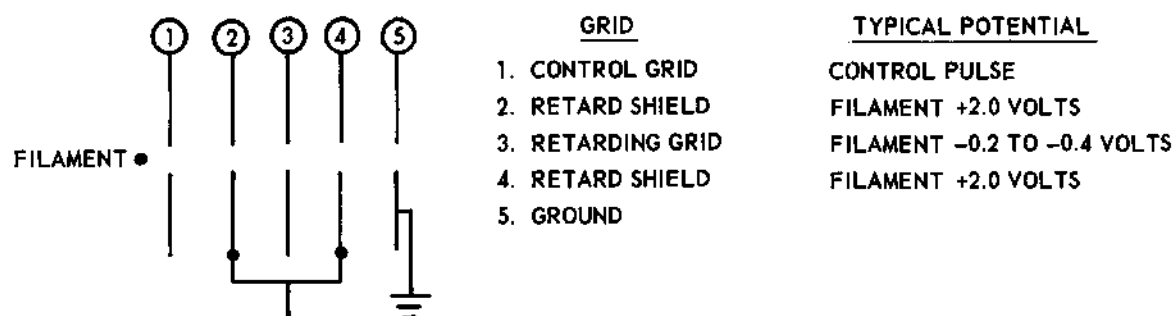 1 2 3 4 5
FILAMENT
GRID TYPICAL POTENTIAL
1. CONTROL GRID CONTROL PULSE
2. RETARD SHIELD FILAMENT +2.0 VOLTS
3. RETARDING GRID FILAMENT -0.2 TO -0.4 VOLTS
4. RETARD SHIELD FILAMENT +2.0 VOLTS
5. GROUND